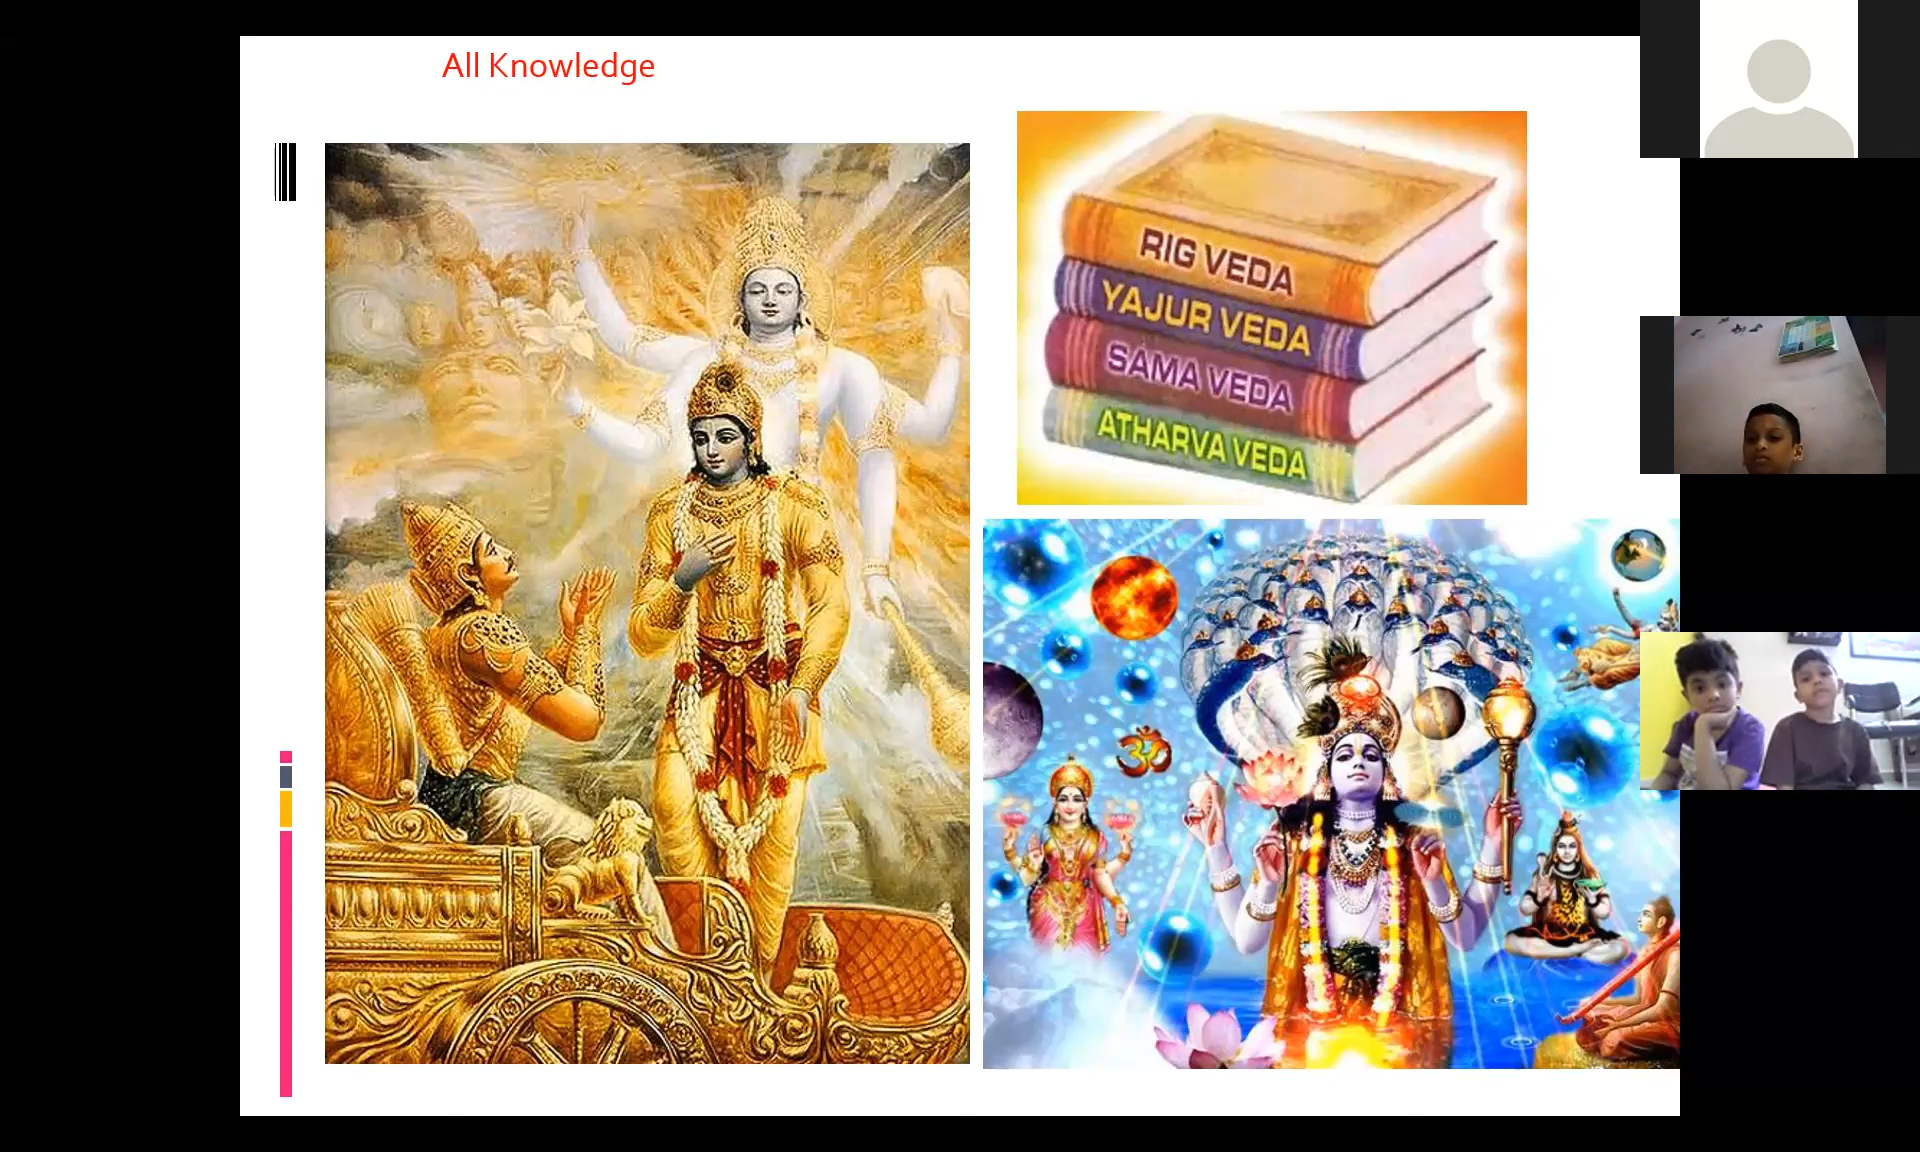 All Knowledge
RIG VEDA
YAJUR VEDA
SAMA VEDA
ATHARVA VEDA
ॐ